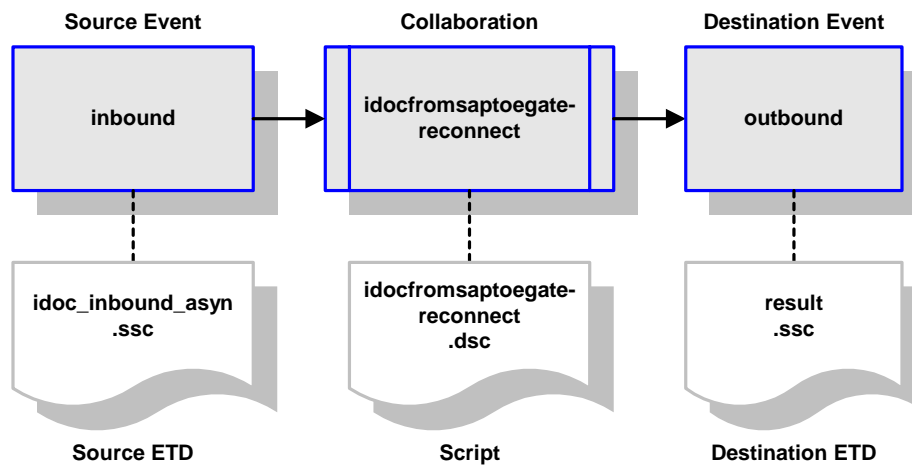 Source Event
Collaboration
Destination Event
inbound
idocfromsaptoegate-
reconnect
outbound
idoc_inbound_asyn
.ssc
idocfromsaptoegate-
reconnect
.dsc
result
.ssc
Source ETD
Script
Destination ETD